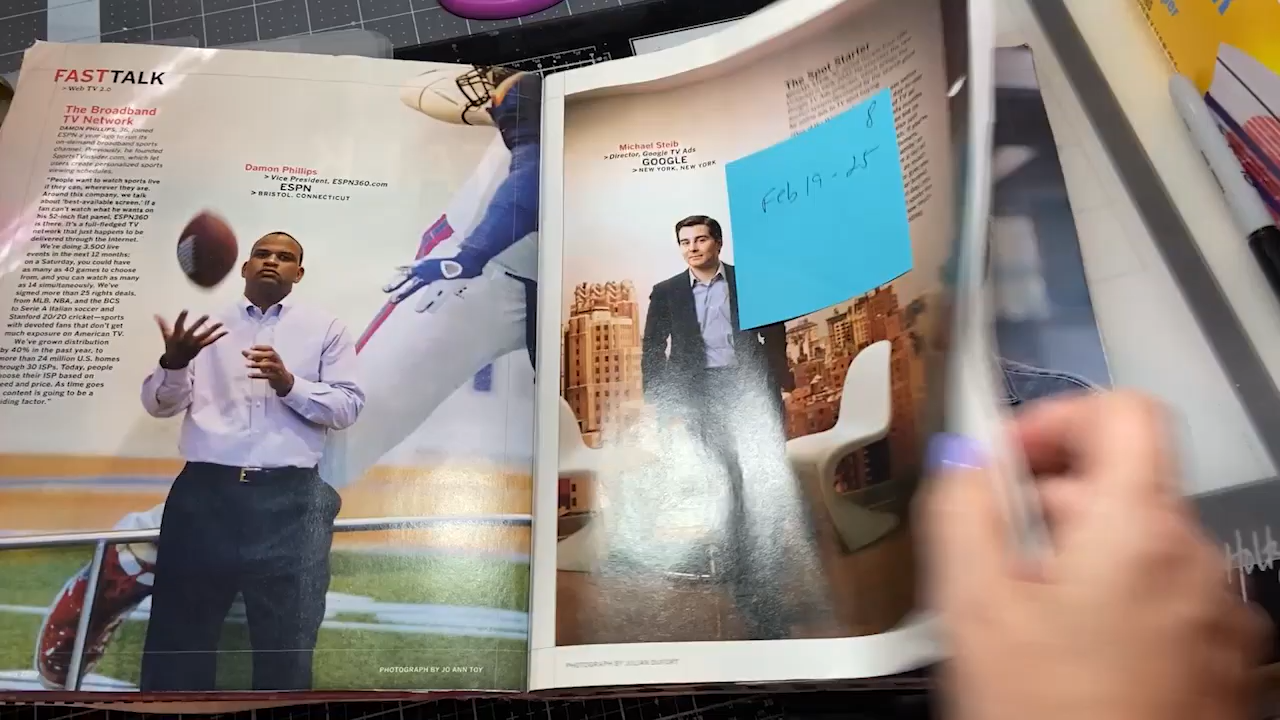 FASTTALK
> Web TV 2.0
The Broadband
TV Network
DAMON PHILLIPS, 36, joined
ESPN a year ago to run its
on-demand broadband sports
channel. Previously, he founded
SportsTVinsider.com, which let
users create personalized sports
viewing schedules.
"People want to watch sports live
if they can, wherever they are.
Around this company, we talk
about 'best-available screen.' If a
fan can't watch what he wants on
his 52-inch flat panel, ESPN360
is there. It's a full-fledged TV
network that just happens to be
delivered through the Internet.
We're doing 3,500 live
events in the next 12 months;
on a Saturday, you could have
as many as 40 games to choose
from, and you can watch as many
as 14 simultaneously. We've
signed more than 25 rights deals,
from MLB, NBA, and the BCS
to Serie A Italian soccer and
Stanford 20/20 cricket—sports
with devoted fans that don't get
much exposure on American TV.
We've grown distribution
by 40% in the past year, to
more than 24 million U.S. homes
through 30 ISPs. Today, people
oose their ISP based on
eed and price. As time goes
content is going to be a
iding factor."
Damon Phillips
> Vice President, ESPN360.com
ESPN
> BRISTOL, CONNECTICUT
PHOTOGRAPH BY JO ANN TOY
Michael Steib
> Director, Google TV Ads
GOOGLE
> NEW YORK, NEW YORK
The Spot Starter
8
Feb 19 - 25
PHOTOGRAPH BY
Holt